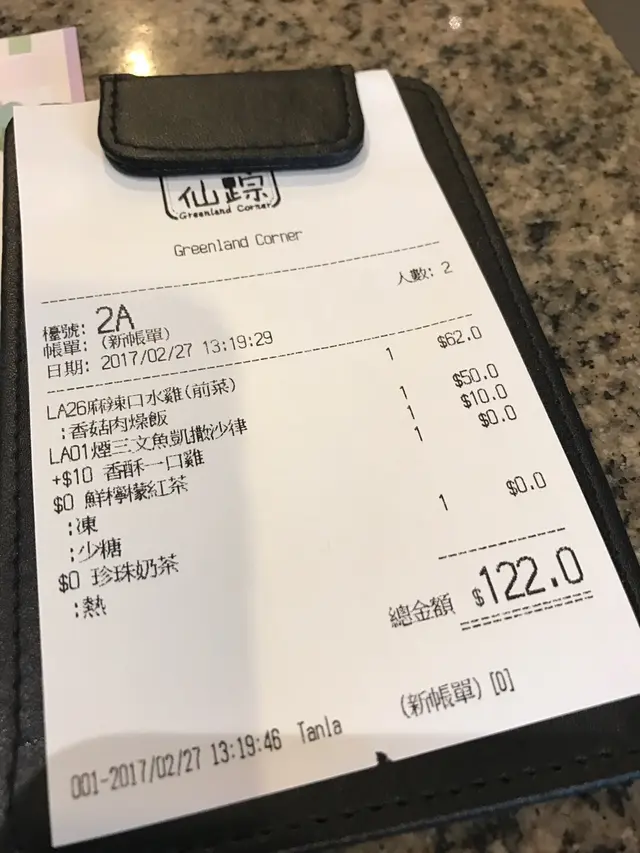 仙踪
Greenland Corner
Greenland Corner
人數: 2
檯號: 2A
帳單: (新帳單)
日期: 2017/02/27 13:19:29
LA26麻辣口水雞(前菜) 1 $62.0
:香菇肉燥飯
LA01煙三文魚凱撒沙律 1 $50.0
+$10 香酥一口雞 1 $10.0
$0 鮮檸檬紅茶 1 $0.0
:凍
:少糖
$0 珍珠奶茶 1 $0.0
:熱
總金額 $122.0
(新帳單) [0]
001-2017/02/27 13:19:46 Tanla